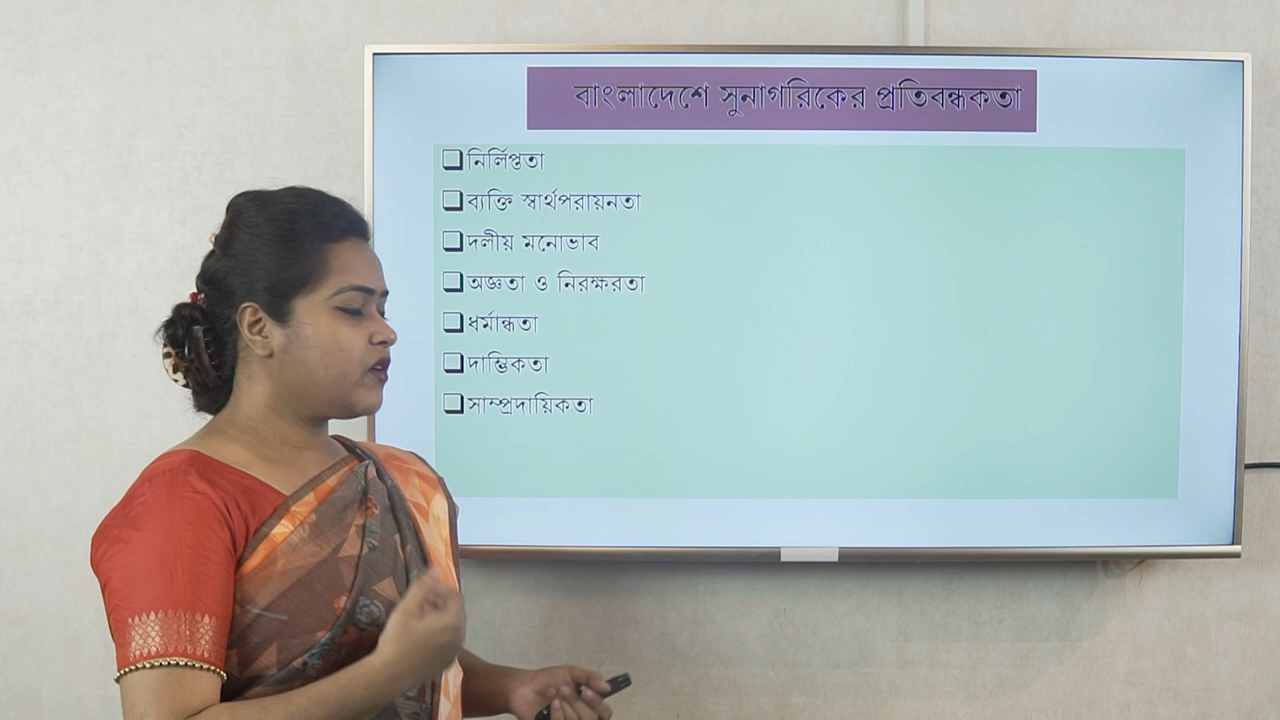 বাংলাদেশে সুনাগরিকের প্রতিবন্ধকতা
❑নির্লিপ্ততা
❑ব্যক্তি স্বার্থপরায়নতা
❑দলীয় মনোভাব
❑অজ্ঞতা ও নিরক্ষরতা
❑ধর্মান্ধতা
❑দাম্ভিকতা
❑সাম্প্রদায়িকতা